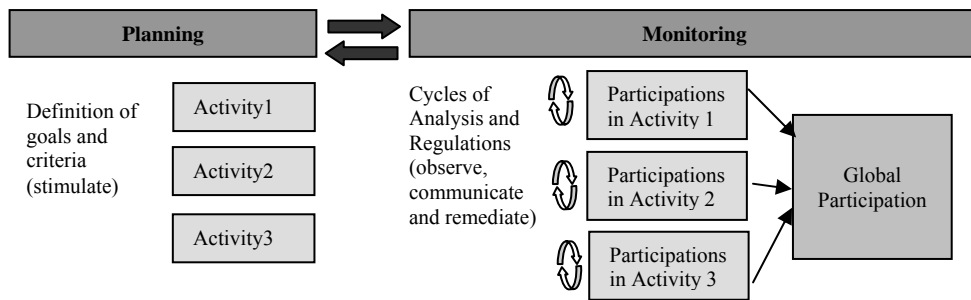 Planning
Monitoring
Definition of
goals and
criteria
(stimulate)
Activity1
Activity2
Activity3
Cycles of
Analysis and
Regulations
(observe,
communicate
and remediate)
Participations
in Activity 1
Participations
in Activity 2
Participations
in Activity 3
Global
Participation